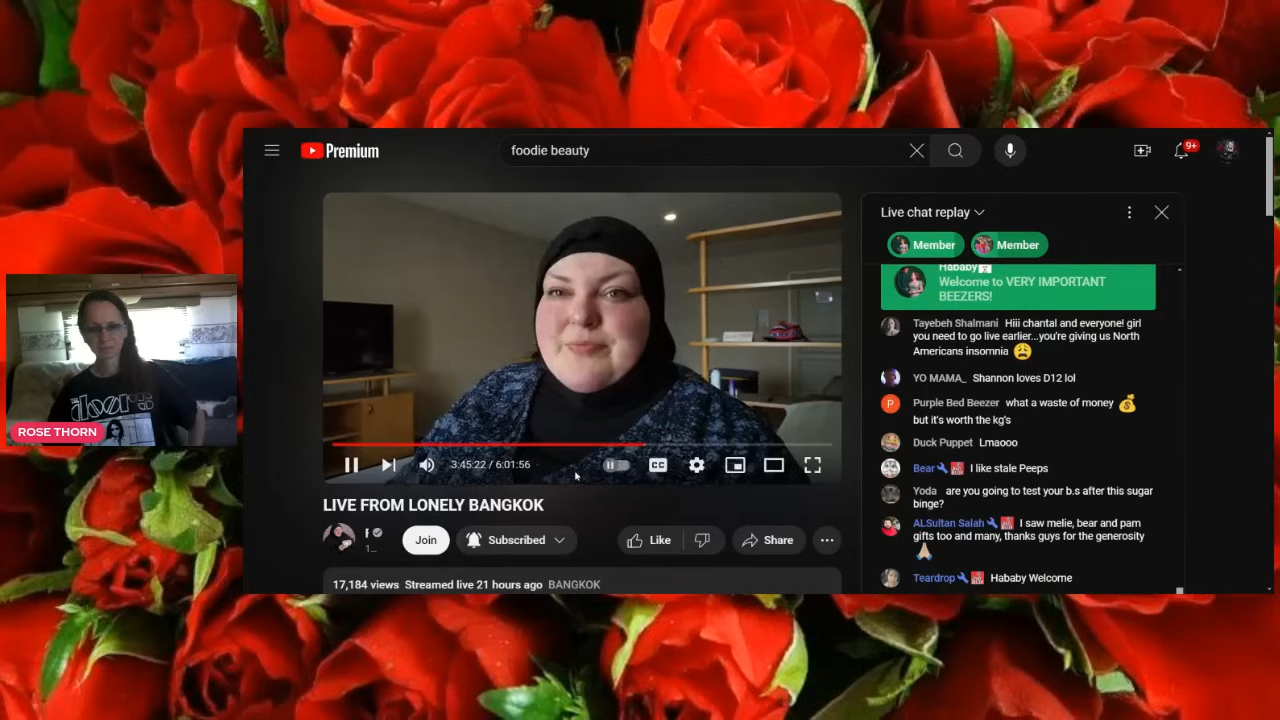 Premium
foodie beauty
9+
Live chat replay
Member
Member
Hababy
Welcome to VERY IMPORTANT
BEEZERS!
Tayebeh Shalmani Hiii chantal and everyone! girl
you need to go live earlier...you're giving us North
Americans insomnia
YO MAMA_ Shannon loves D12 lol
P
Purple Bed Beezer what a waste of money
but it's worth the kg's
Duck Puppet Lmaooo
Bear I like stale Peeps
Yoda are you going to test your b.s after this sugar
binge?
ALSultan Salah I saw melie, bear and pam
gifts too and many, thanks guys for the generosity
Teardrop Hababy Welcome
THE
DOORS
ROSE THORN
3:45:22 / 6:01:56
CC
LIVE FROM LONELY BANGKOK
F
1...
Join
Subscribed
Like
Share
17,184 views Streamed live 21 hours ago BANGKOK